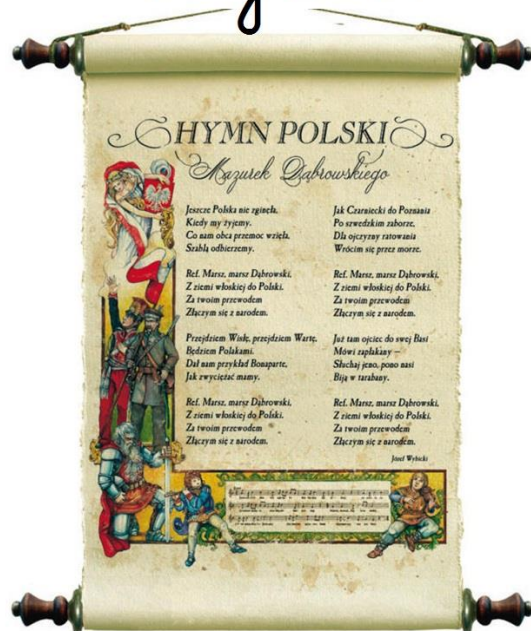 HYMN POLSKI
Mazurek Dąbrowskiego
Jeszcze Polska nie zginęła,
Kiedy my żyjemy.
Co nam obca przemoc wzięła,
Szablą odbierzemy.
Ref. Marsz, marsz Dąbrowski,
Z ziemi włoskiej do Polski.
Za twoim przewodem
Złączym się z narodem.
Przejdziem Wisłę, przejdziem Wartę,
Będziem Polakami.
Dał nam przykład Bonaparte,
Jak zwyciężać mamy.
Ref. Marsz, marsz Dąbrowski,
Z ziemi włoskiej do Polski.
Za twoim przewodem
Złączym się z narodem.
Jak Czarniecki do Poznania
Po szwedzkim zaborze,
Dla ojczyzny ratowania
Wrócim się przez morze.
Ref. Marsz, marsz Dąbrowski,
Z ziemi włoskiej do Polski.
Za twoim przewodem
Złączym się z narodem.
Już tam ojciec do swej Basi
Mówi zapłakany –
Słuchaj jeno, pono nasi
Biją w tarabany.
Ref. Marsz, marsz Dąbrowski,
Z ziemi włoskiej do Polski.
Za twoim przewodem
Złączym się z narodem.
Józef Wybicki